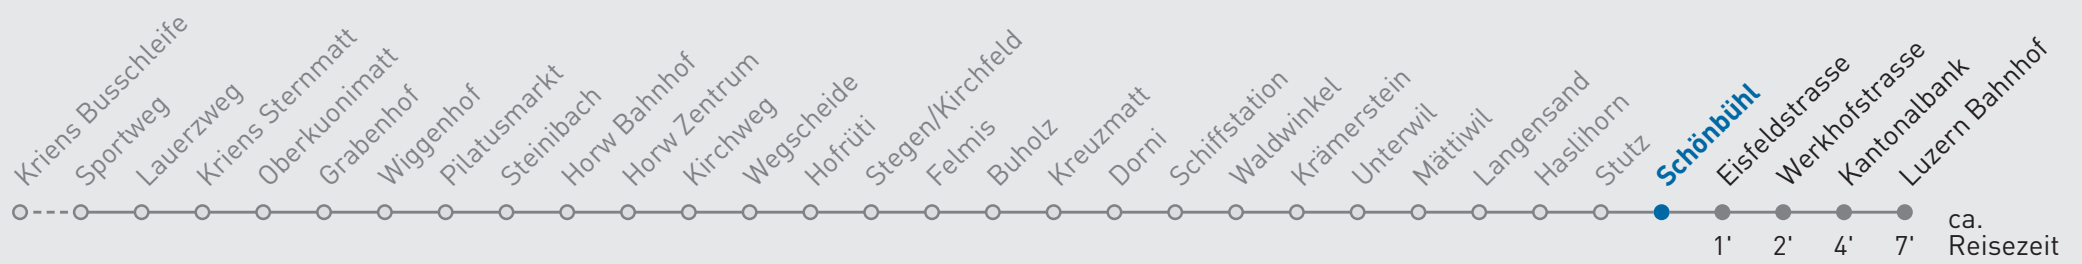 Kriens Busschleife
Sportweg
Lauerzweg
Kriens Sternmatt
Oberkuonimatt
Grabenhof
Wiggenhof
Pilatusmarkt
Steinibach
Horw Bahnhof
Horw Zentrum
Kirchweg
Wegscheide
Hofrüti
Stegen/Kirchfeld
Felmis
Buholz
Kreuzmatt
Dorni
Schiffstation
Waldwinkel
Krämerstein
Unterwil
Mättiwil
Langensand
Haslihorn
Stutz
Schönbühl
Eisfeldstrasse
Werkhofstrasse
Kantonalbank
Luzern Bahnhof
ca.
1' 2' 4' 7' Reisezeit